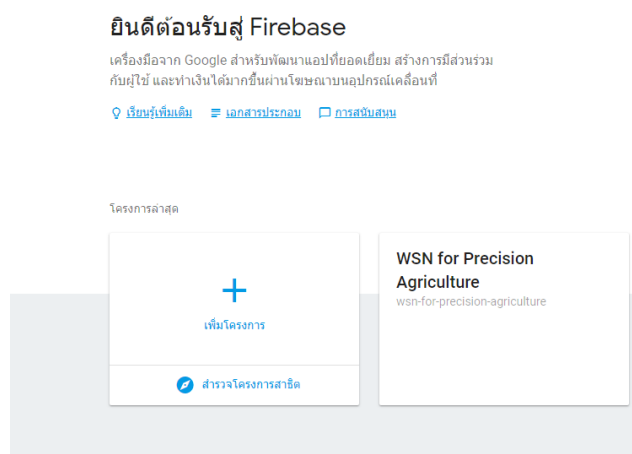 ยินดีต้อนรับสู่ Firebase
เครื่องมือจาก Google สำหรับพัฒนาแอปที่ยอดเยี่ยม สร้างการมีส่วนร่วม
กับผู้ใช้ และทำเงินได้มากขึ้นผ่านโฆษณาบนอุปกรณ์เคลื่อนที่
เรียนรู้เพิ่มเติม เอกสารประกอบ การสนับสนุน
โครงการล่าสุด
เพิ่มโครงการ
สำรวจโครงการสาธิต
WSN for Precision
Agriculture
wsn-for-precision-agriculture